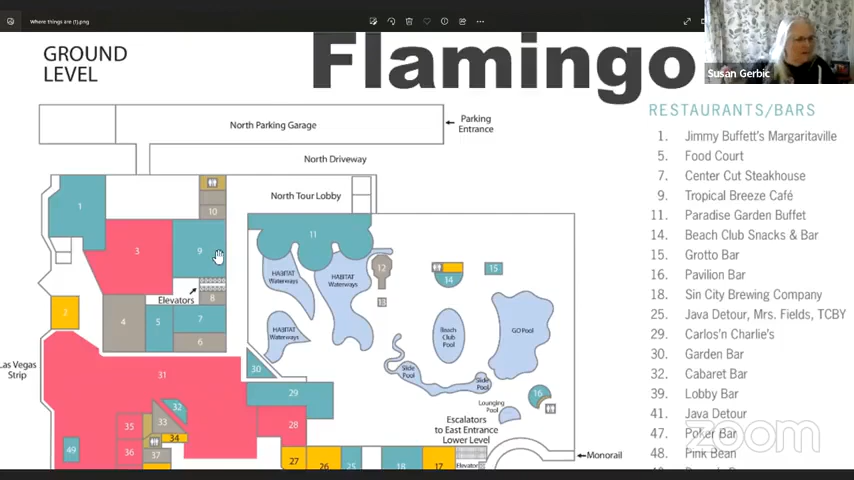 Where things are (1).png
GROUND
LEVEL
Flamingo
Susan Gerbic
North Parking Garage
Parking
Entrance
North Driveway
North Tour Lobby
1
3
10
9
8
Elevators
2
4
5
7
6
11
HABITAT
Waterways
HABITAT
Waterways
HABITAT
Waterways
12
13
14
15
Beach
Club
Pool
GO Pool
Slide
Pool
Slide
Pool
Lounging
Pool
16
Las Vegas
Strip
31
30
29
28
32
33
34
35
36
37
49
27
26
25
18
17
Escalators
to East Entrance
Lower Level
Elevator
Monorail
RESTAURANTS/BARS
1. Jimmy Buffett's Margaritaville
5. Food Court
7. Center Cut Steakhouse
9. Tropical Breeze Café
11. Paradise Garden Buffet
14. Beach Club Snacks & Bar
15. Grotto Bar
16. Pavilion Bar
18. Sin City Brewing Company
25. Java Detour, Mrs. Fields, TCBY
29. Carlos'n Charlie's
30. Garden Bar
32. Cabaret Bar
39. Lobby Bar
41. Java Detour
47. Poker Bar
48. Pink Bean
zoom